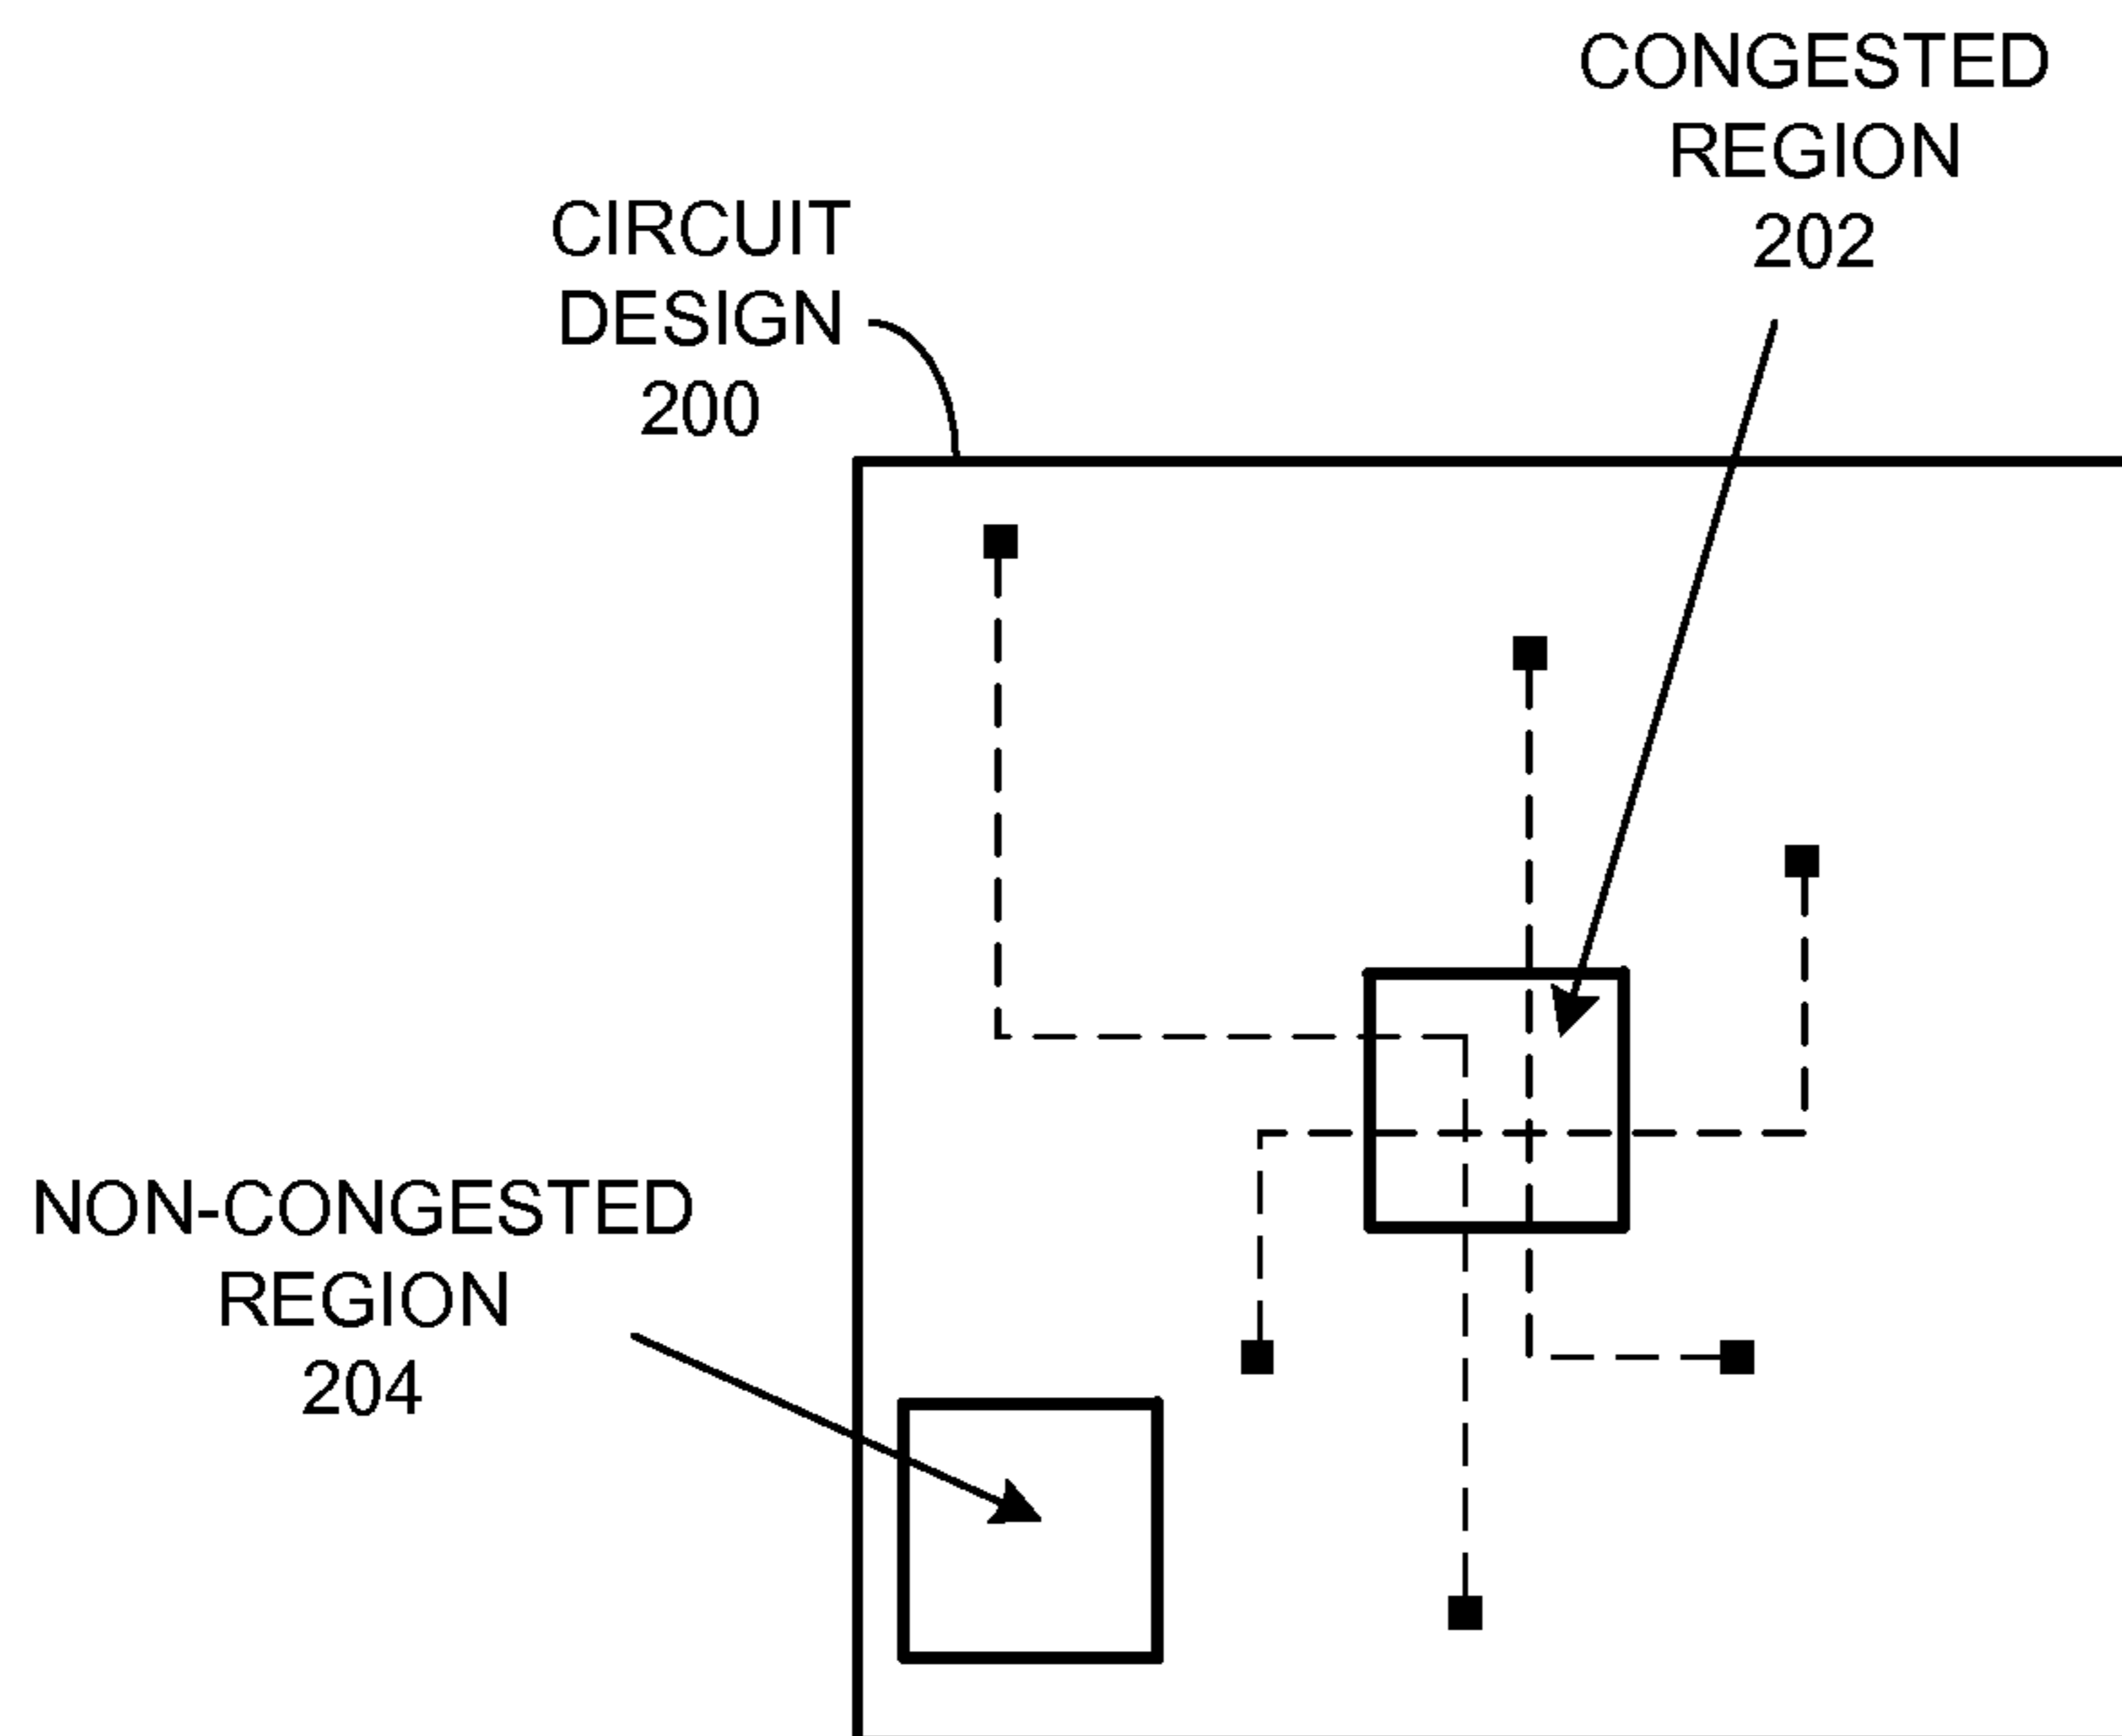 CONGESTED
REGION
202
CIRCUIT
DESIGN
200
NON-CONGESTED
REGION
204